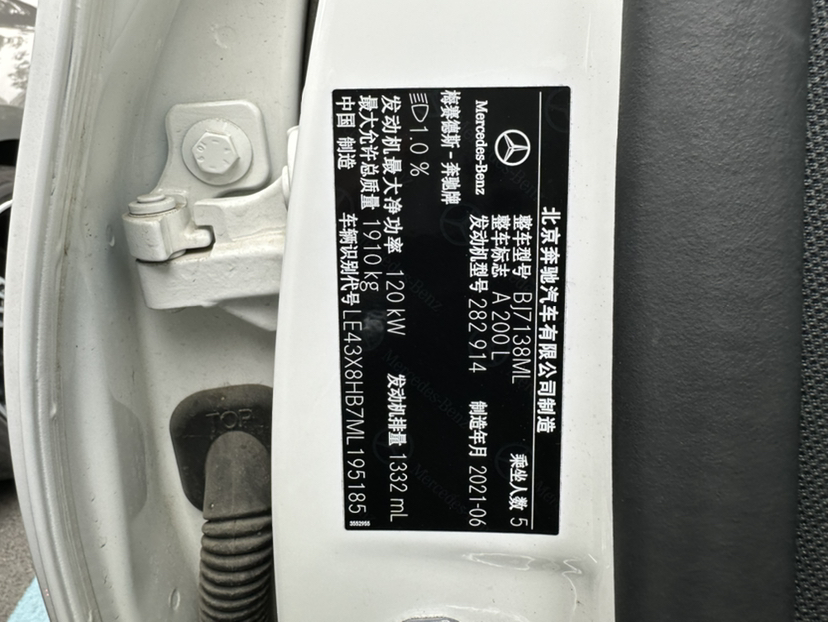 北京奔驰汽车有限公司制造
整车型号 BJ7138ML 乘坐人数 5
整车标志 A 200 L
Mercedes-Benz 发动机型号 282 914 制造年月 2021-06
梅赛德斯-奔驰牌
1.0 %
发动机最大净功率 120 kW 发动机排量 1332 mL
最大允许总质量 1910 kg
中国 制造 车辆识别代号 LE43X8HB7ML195185
3552955
TOP